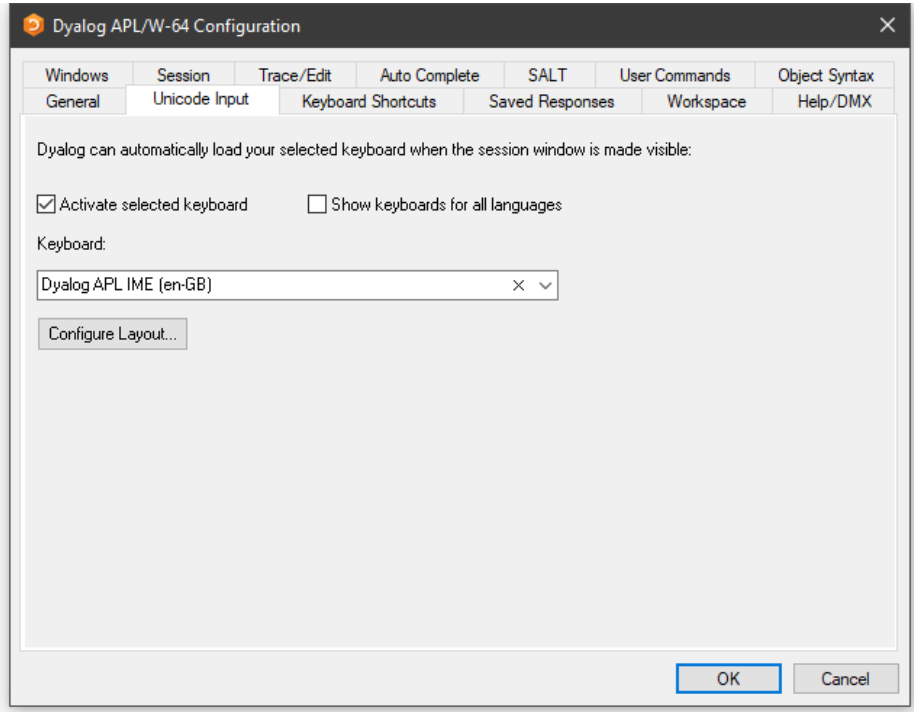 Dyalog APL/W-64 Configuration
Windows Session Trace/Edit Auto Complete SALT User Commands Object Syntax
General Unicode Input Keyboard Shortcuts Saved Responses Workspace Help/DMX
Dyalog can automatically load your selected keyboard when the session window is made visible:
Activate selected keyboard Show keyboards for all languages
Keyboard:
Dyalog APL IME (en-GB)
Configure Layout...
OK Cancel